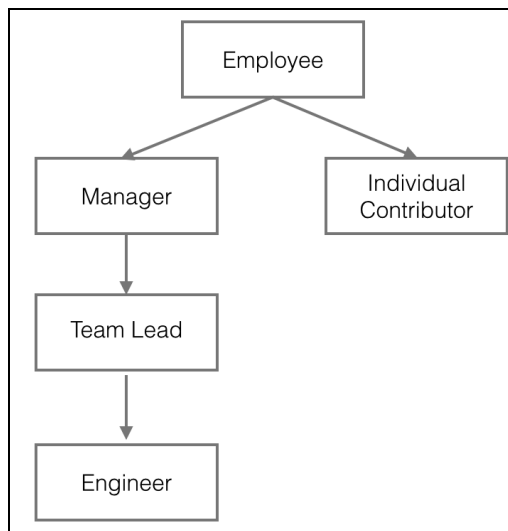 Employee
Manager
Individual
Contributor
Team Lead
Engineer